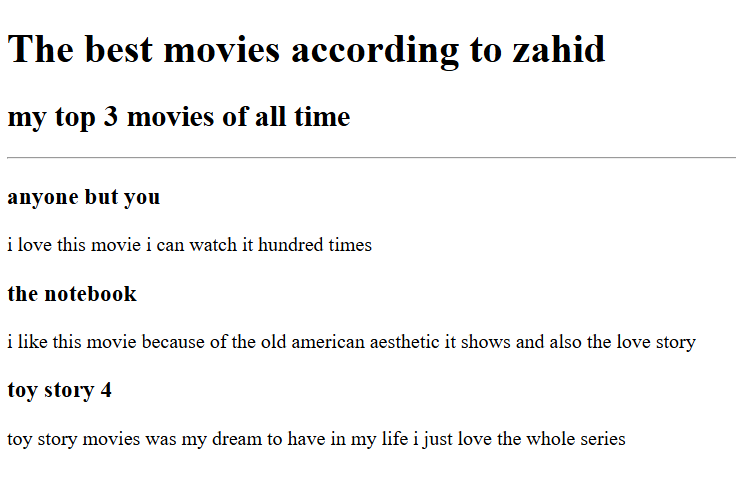 The best movies according to zahid
my top 3 movies of all time
anyone but you
i love this movie i can watch it hundred times
the notebook
i like this movie because of the old american aesthetic it shows and also the love story
toy story 4
toy story movies was my dream to have in my life i just love the whole series